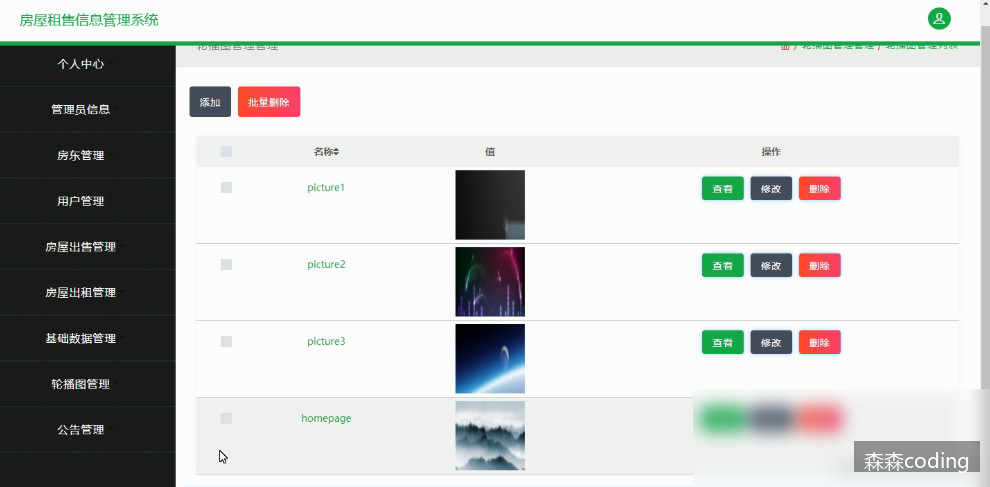 房屋租售信息管理系统
轮播图管理管理
/ 轮播图管理管理 / 轮播图管理列表
个人中心
管理员信息
房东管理
用户管理
房屋出售管理
房屋出租管理
基础数据管理
轮播图管理
公告管理
添加 批量删除
名称 值 操作
picture1 查看 修改 删除
picture2 查看 修改 删除
picture3 查看 修改 删除
homepage
森森coding